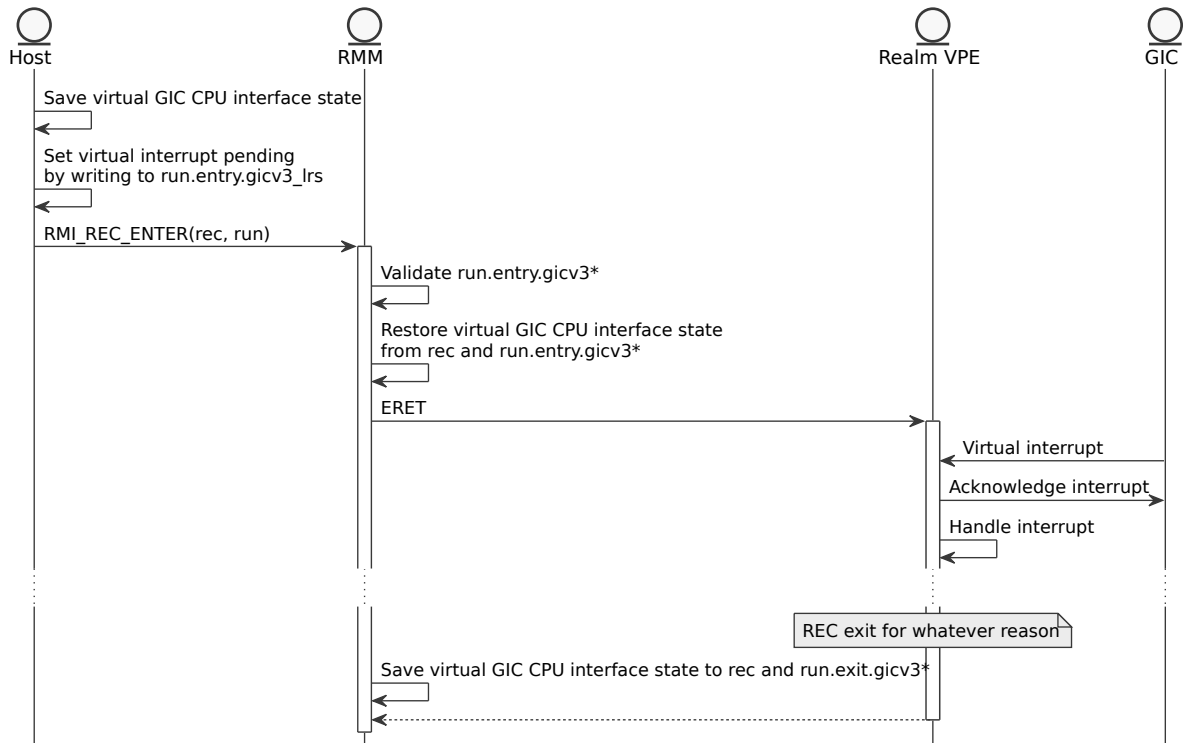 Host
RMM
Realm VPE
GIC
Save virtual GIC CPU interface state
Set virtual interrupt pending
by writing to run.entry.gicv3_lrs
RMI_REC_ENTER(rec, run)
Validate run.entry.gicv3*
Restore virtual GIC CPU interface state
from rec and run.entry.gicv3*
ERET
Virtual interrupt
Acknowledge interrupt
Handle interrupt
REC exit for whatever reason
Save virtual GIC CPU interface state to rec and run.exit.gicv3*